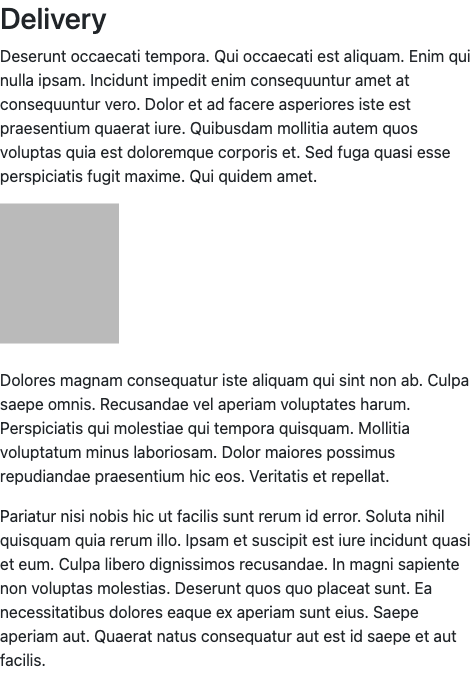 Delivery
Deserunt occaecati tempora. Qui occaecati est aliquam. Enim qui
nulla ipsam. Incidunt impedit enim consequuntur amet at
consequuntur vero. Dolor et ad facere asperiores iste est
praesentium quaerat iure. Quibusdam mollitia autem quos
voluptas quia est doloremque corporis et. Sed fuga quasi esse
perspiciatis fugit maxime. Qui quidem amet.
Dolores magnam consequatur iste aliquam qui sint non ab. Culpa
saepe omnis. Recusandae vel aperiam voluptates harum.
Perspiciatis qui molestiae qui tempora quisquam. Mollitia
voluptatum minus laboriosam. Dolor maiores possimus
repudiandae praesentium hic eos. Veritatis et repellat.
Pariatur nisi nobis hic ut facilis sunt rerum id error. Soluta nihil
quisquam quia rerum illo. Ipsam et suscipit est iure incidunt quasi
et eum. Culpa libero dignissimos recusandae. In magni sapiente
non voluptas molestias. Deserunt quos quo placeat sunt. Ea
necessitatibus dolores eaque ex aperiam sunt eius. Saepe
aperiam aut. Quaerat natus consequatur aut est id saepe et aut
facilis.